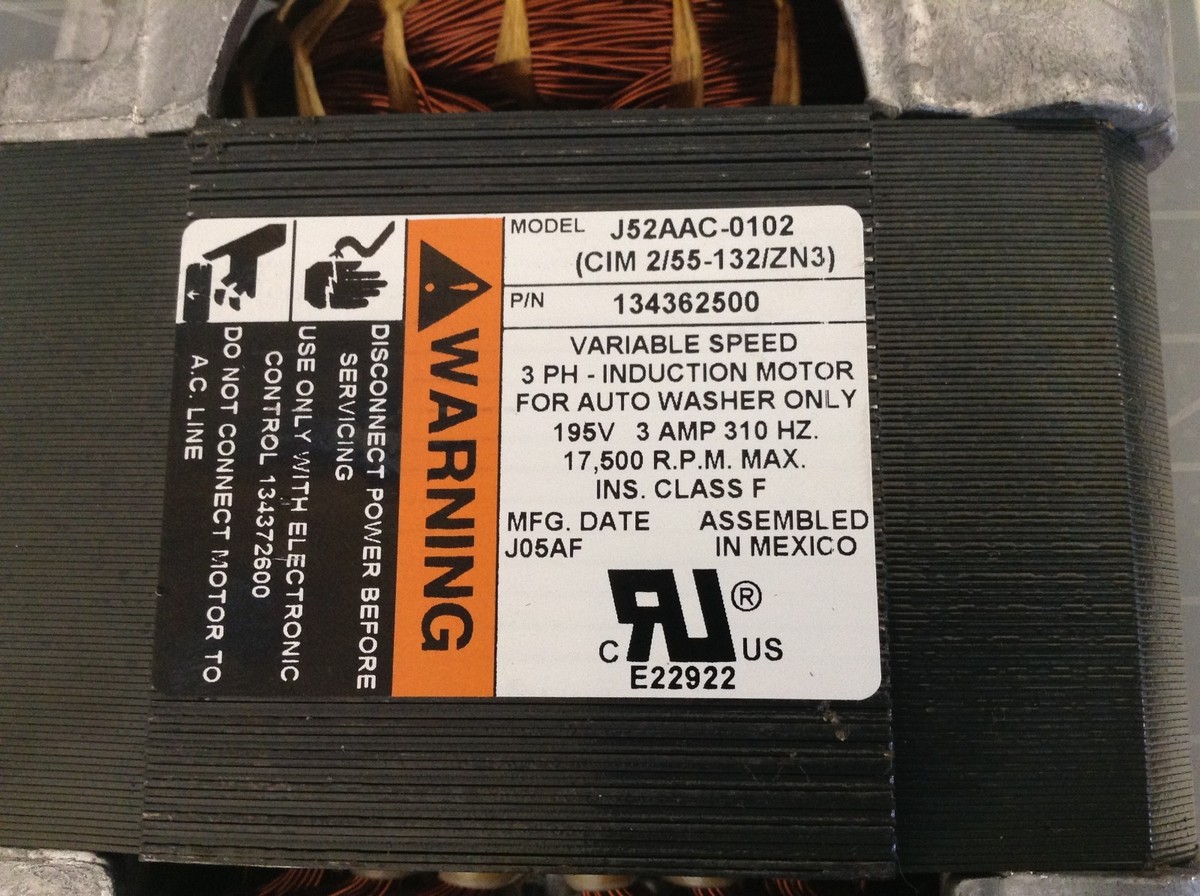 MODEL J52AAC-0102
(CIM 2/55-132/ZN3)
P/N 134362500
VARIABLE SPEED
3 PH - INDUCTION MOTOR
FOR AUTO WASHER ONLY
195V 3 AMP 310 HZ.
17,500 R.P.M. MAX.
INS. CLASS F
MFG. DATE ASSEMBLED
J05AF IN MEXICO
C RU ® US
E22922
WARNING
DISCONNECT POWER BEFORE
SERVICING
USE ONLY WITH ELECTRONIC
CONTROL 134372600
DO NOT CONNECT MOTOR TO
A.C. LINE